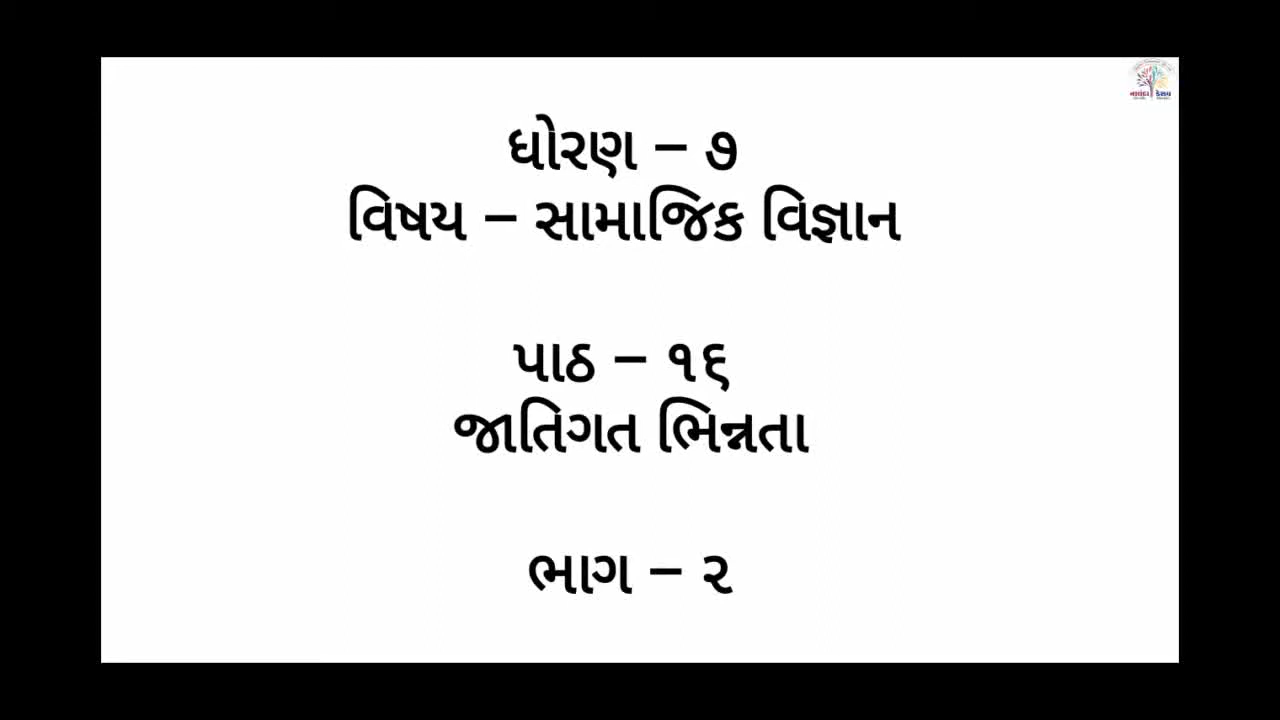 ધોરણ – ૭
વિષય – સામાજિક વિજ્ઞાન
પાઠ – ૧૬
જાતિગત ભિન્નતા
ભાગ – ૨